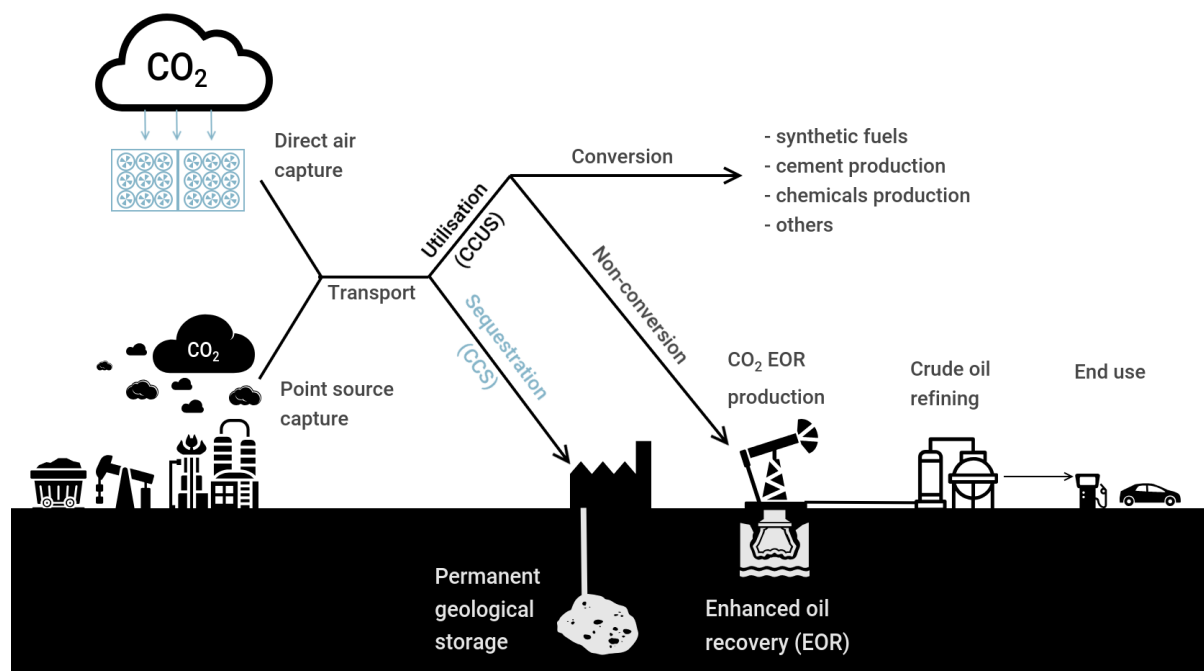 CO₂
Direct air
capture
Conversion
- synthetic fuels
- cement production
- chemicals production
- others
Utilisation
(CCUS)
Non-conversion
Transport
Sequestration
(CCS)
CO₂
Point source
capture
CO₂ EOR
production
Crude oil
refining
End use
Permanent
geological
storage
Enhanced oil
recovery (EOR)